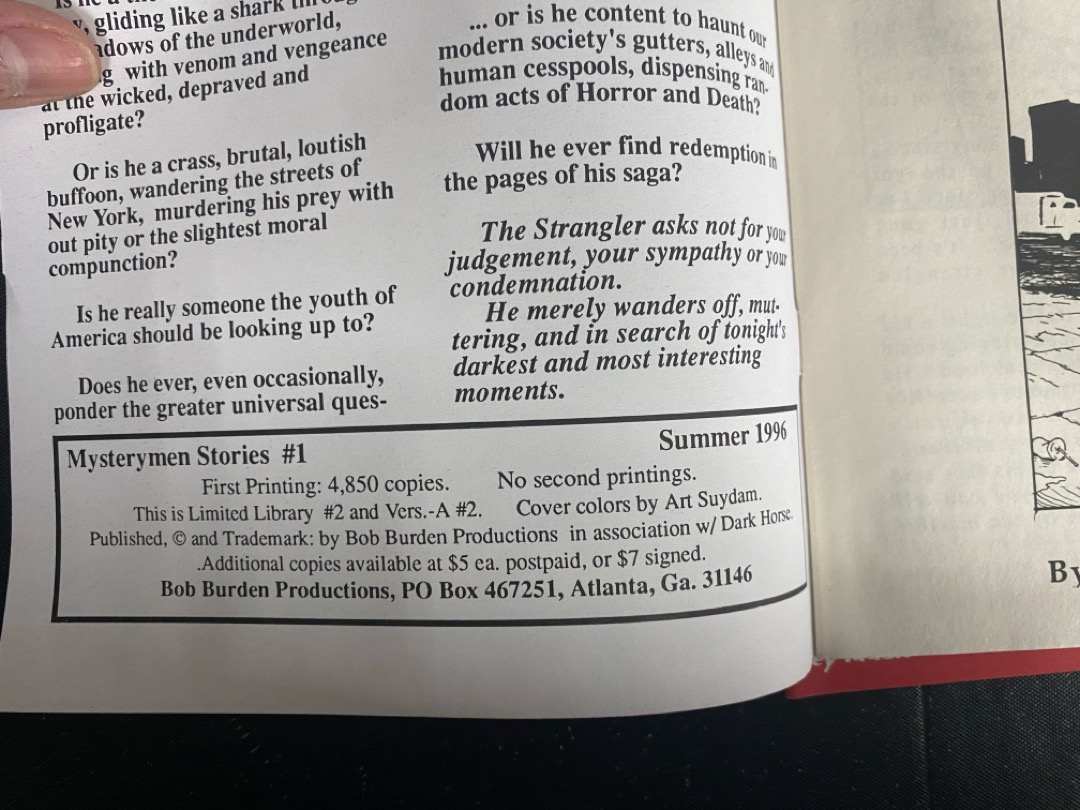 gliding like a shark
of the underworld,
with venom and vengeance
at the wicked, depraved and
profligate?
Or is he a crass, brutal, loutish
buffoon, wandering the streets of
New York, murdering his prey with
out pity or the slightest moral
compunction?
Is he really someone the youth of
America should be looking up to?
Does he ever, even occasionally,
ponder the greater universal ques-
... or is he content to haunt our
modern society's gutters, alleys and
human cesspools, dispensing ran-
dom acts of Horror and Death?
Will he ever find redemption in
the pages of his saga?
The Strangler asks not for your
judgement, your sympathy or your
condemnation.
He merely wanders off, mut-
tering, and in search of tonight's
darkest and most interesting
moments.
Mysterymen Stories #1 Summer 1996
First Printing: 4,850 copies. No second printings.
This is Limited Library #2 and Vers.-A #2. Cover colors by Art Suydam.
Published, © and Trademark: by Bob Burden Productions in association w/ Dark Horse.
.Additional copies available at $5 ea. postpaid, or $7 signed.
Bob Burden Productions, PO Box 467251, Atlanta, Ga. 31146
By